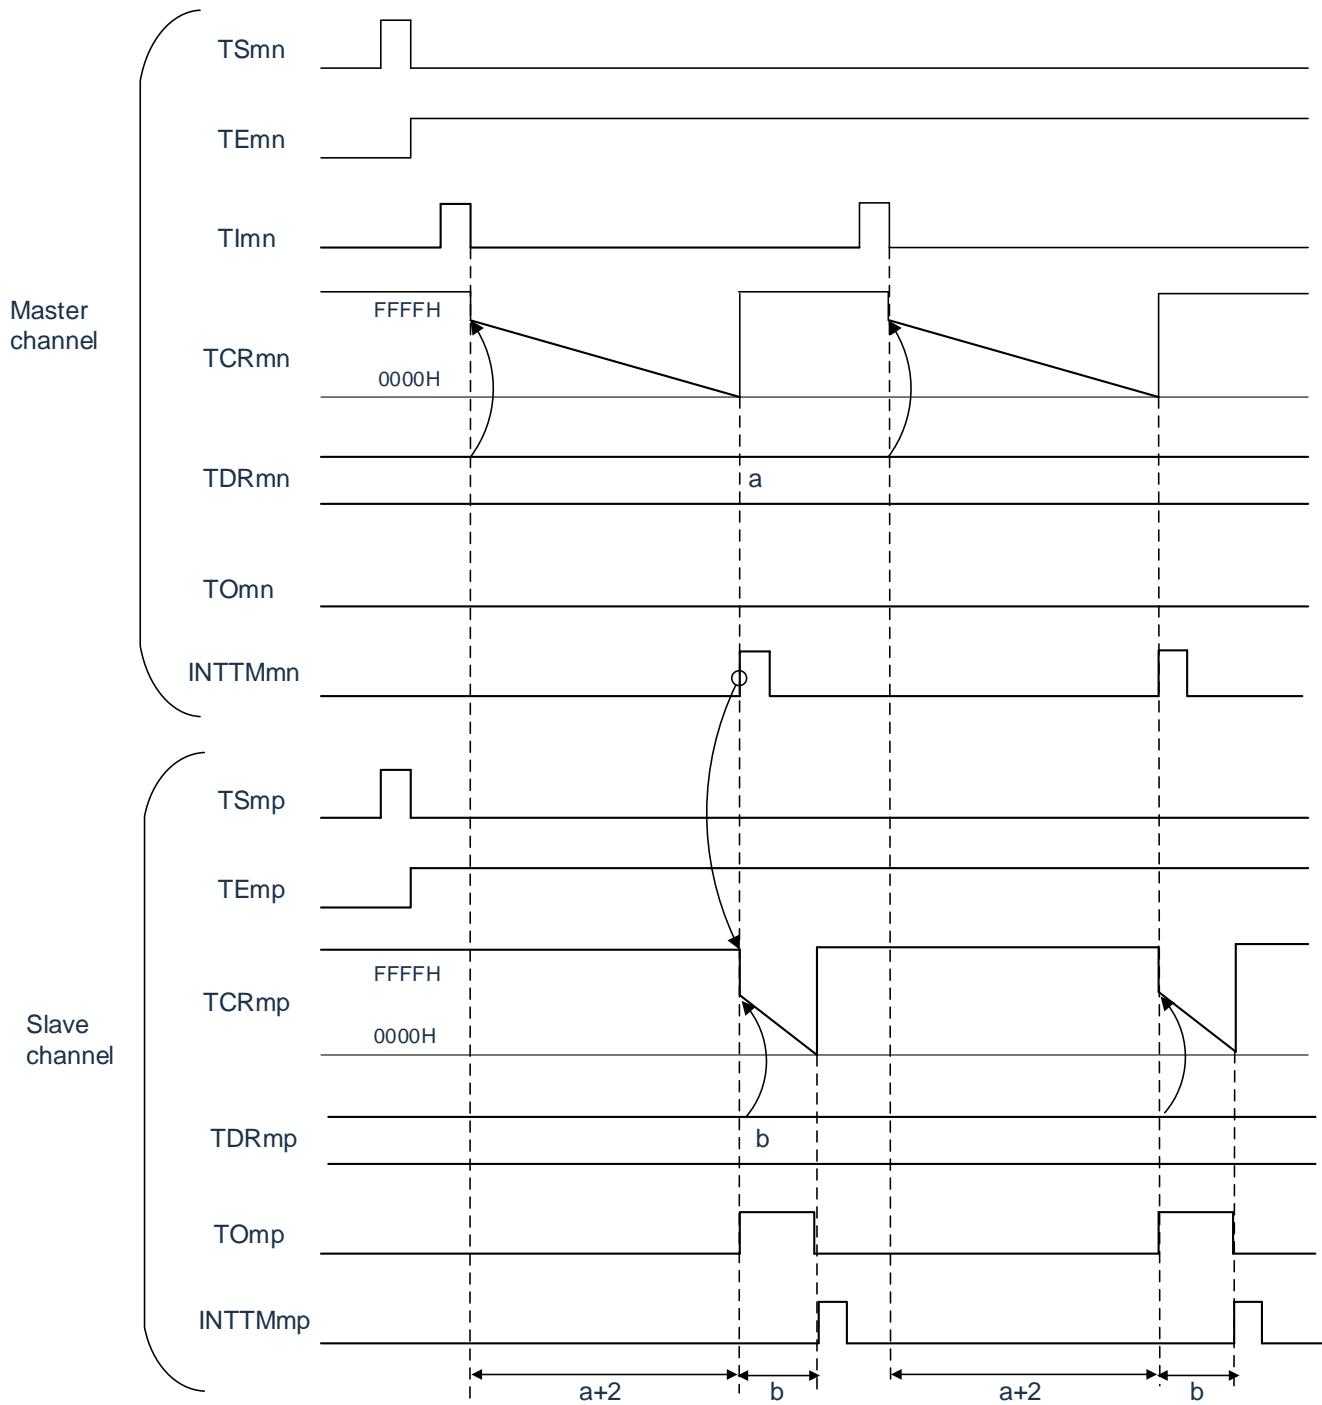 TSmn
TEmn
TImn
Master
channel
FFFFH
TCRmn
0000H
TDRmn
a
TOmn
INTTMmn
TSmp
TEmp
FFFFH
TCRmp
0000H
Slave
channel
TDRmp
b
TOmp
INTTMmp
a+2
b
a+2
b